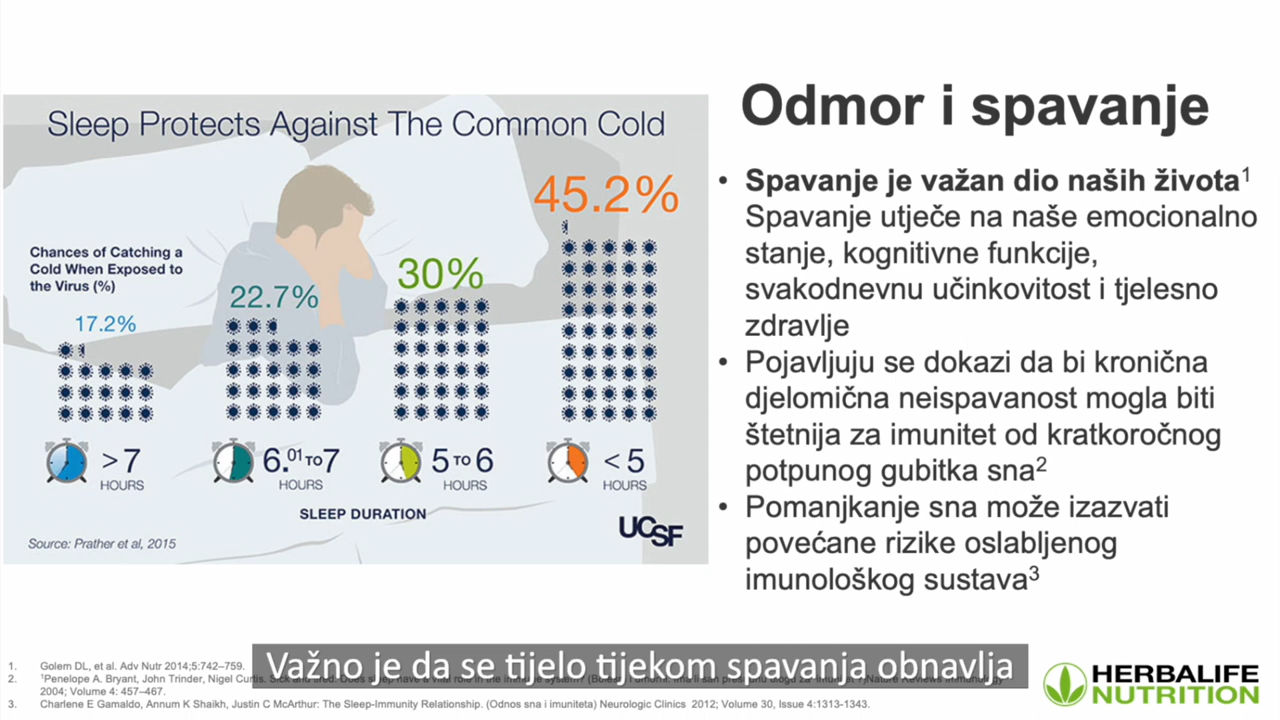 Sleep Protects Against The Common Cold
Chances of Catching a
Cold When Exposed to
the Virus (%)
17.2%
22.7%
30%
45.2%
>7
HOURS
6.01 TO 7
HOURS
5 TO 6
HOURS
<5
HOURS
SLEEP DURATION
Source: Prather et al, 2015
UCSF
Odmor i spavanje
• Spavanje je važan dio naših života1
Spavanje utječe na naše emocionalno
stanje, kognitivne funkcije,
svakodnevnu učinkovitost i tjelesno
zdravlje
• Pojavljuju se dokazi da bi kronična
djelomična neispavanost mogla biti
štetnija za imunitet od kratkoročnog
potpunog gubitka sna2
• Pomanjkanje sna može izazvati
povećane rizike oslabljenog
imunološkog sustava3
Važno je da se tijelo tijekom spavanja obnavlja
1. Golem DL, et al. Adv Nutr 2014;5:742–759.
2. 1Penelope A. Bryant, John Trinder, Nigel Curtis.
2004; Volume 4: 457–467.
3. Charlene E Gamaldo, Annum K Shaikh, Justin C McArthur: The Sleep-Immunity Relationship. (Odnos sna i imuniteta) Neurologic Clinics 2012; Volume 30, Issue 4:1313-1343.
HERBALIFE
NUTRITION